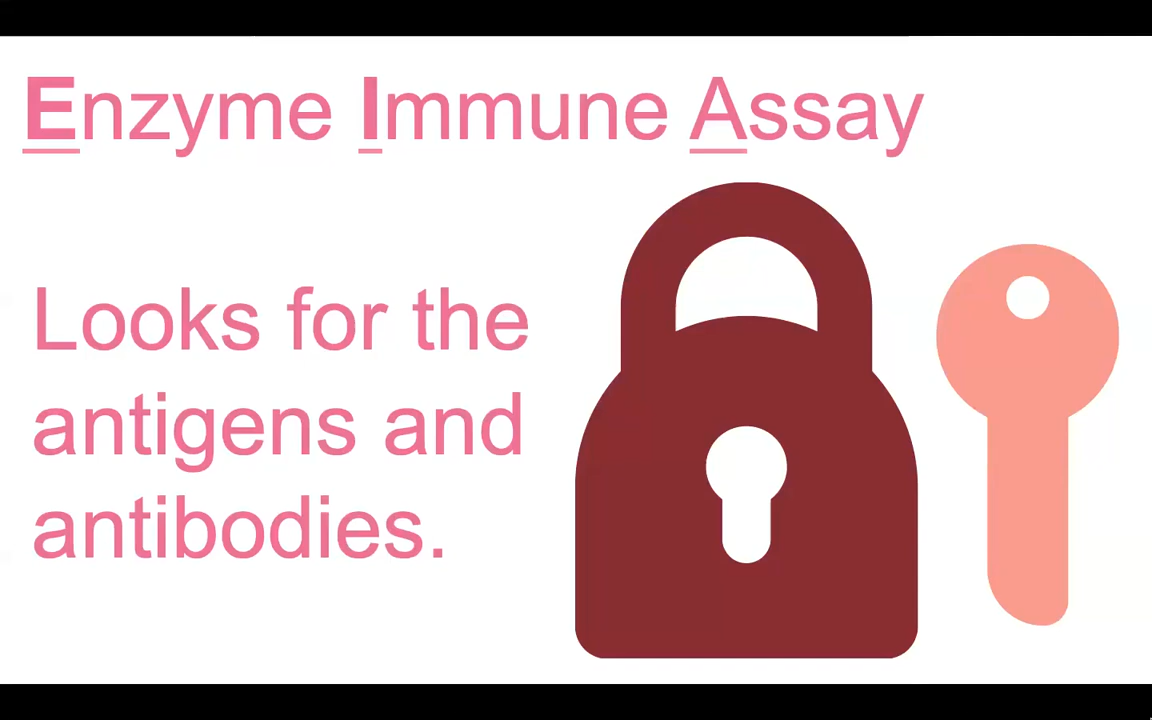 Enzyme Immune Assay
Looks for the
antigens and
antibodies.